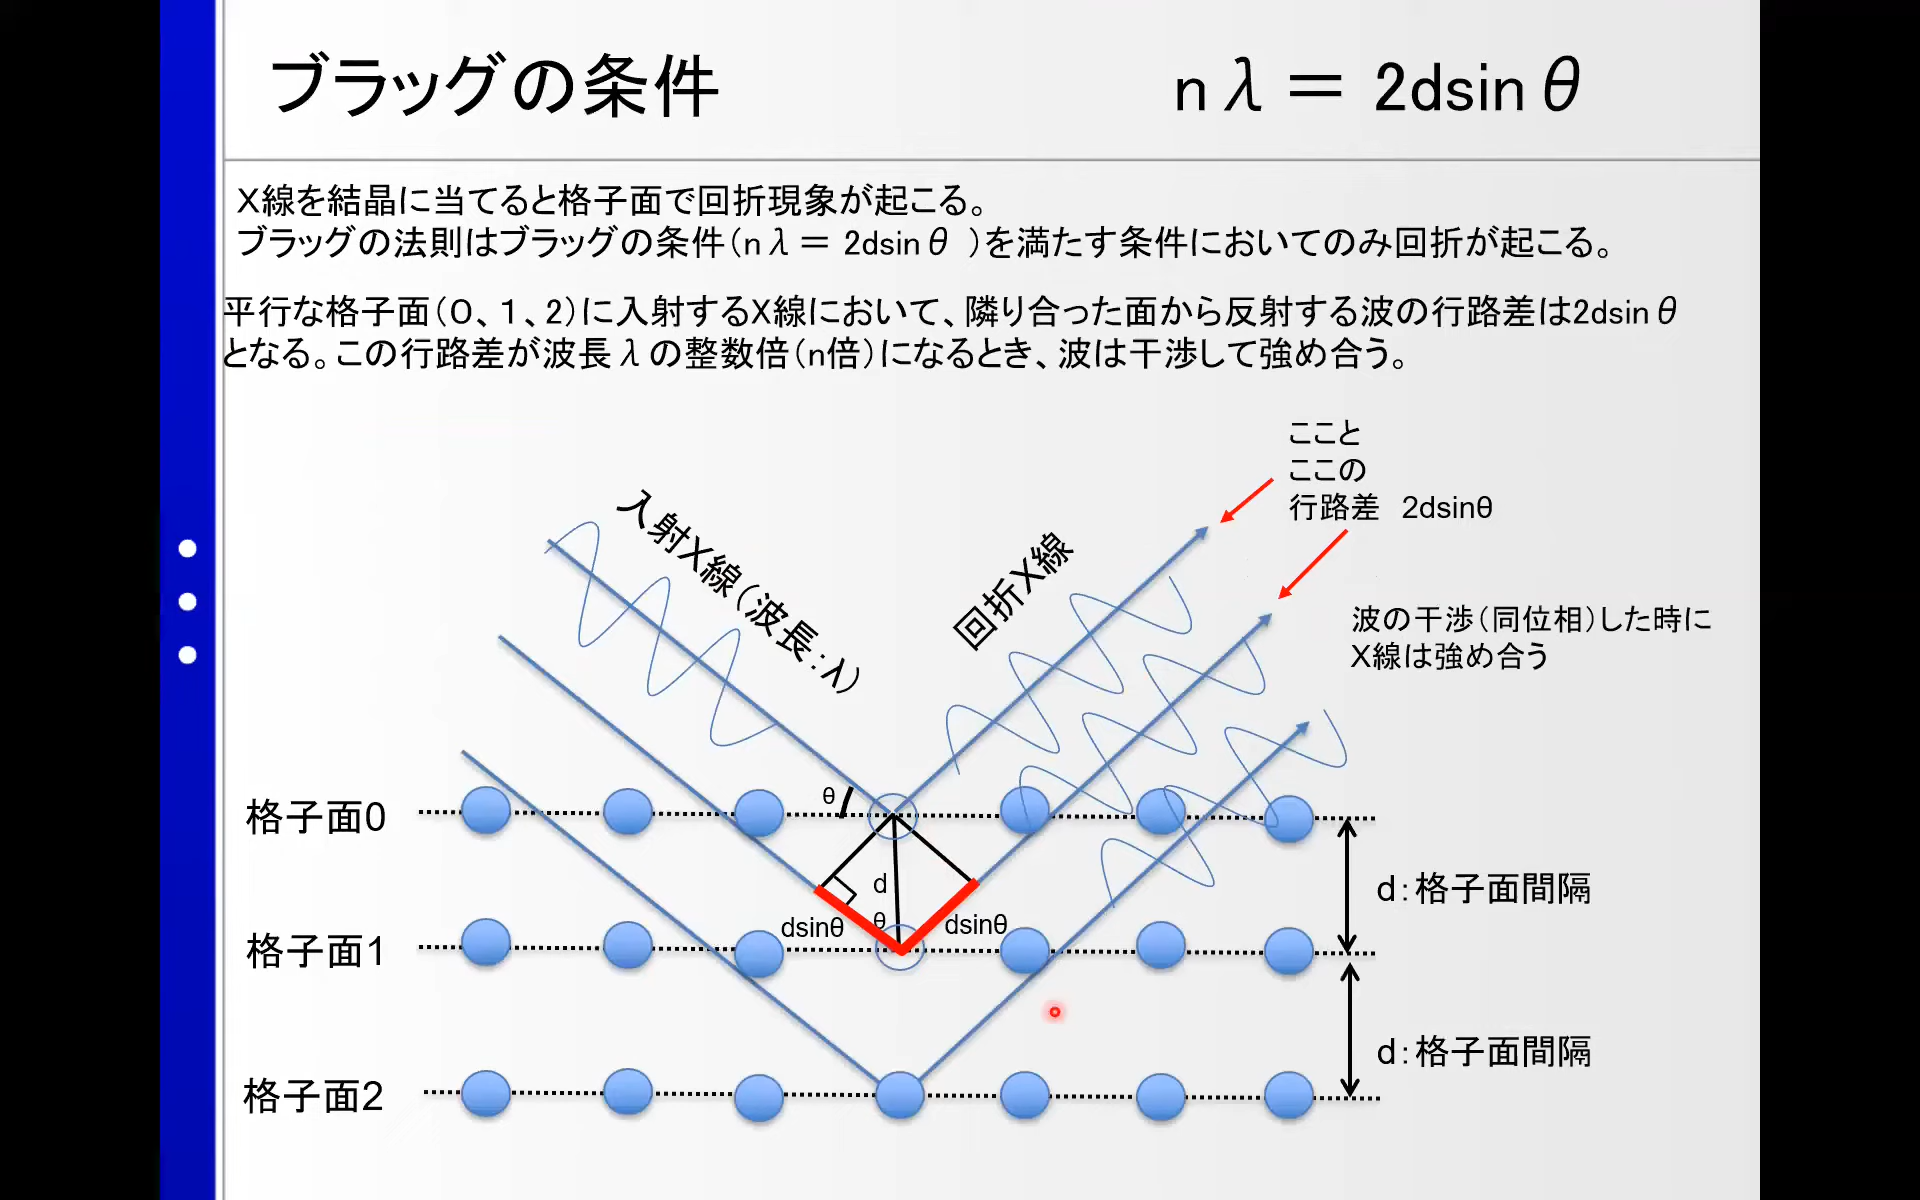 ブラッグの条件
nλ＝ 2dsinθ
X線を結晶に当てると格子面で回折現象が起こる。
ブラッグの法則はブラッグの条件（nλ＝ 2dsinθ ）を満たす条件においてのみ回折が起こる。
平行な格子面（0、1、2）に入射するX線において、隣り合った面から反射する波の行路差は2dsinθ
となる。この行路差が波長λの整数倍（n倍）になるとき、波は干渉して強め合う。
ここと
ここの
行路差 2dsinθ
入射X線（波長：λ）
回折X線
波の干渉（同位相）した時に
X線は強め合う
θ
格子面0
d
d：格子面間隔
dsinθ
θ
dsinθ
格子面1
d：格子面間隔
格子面2